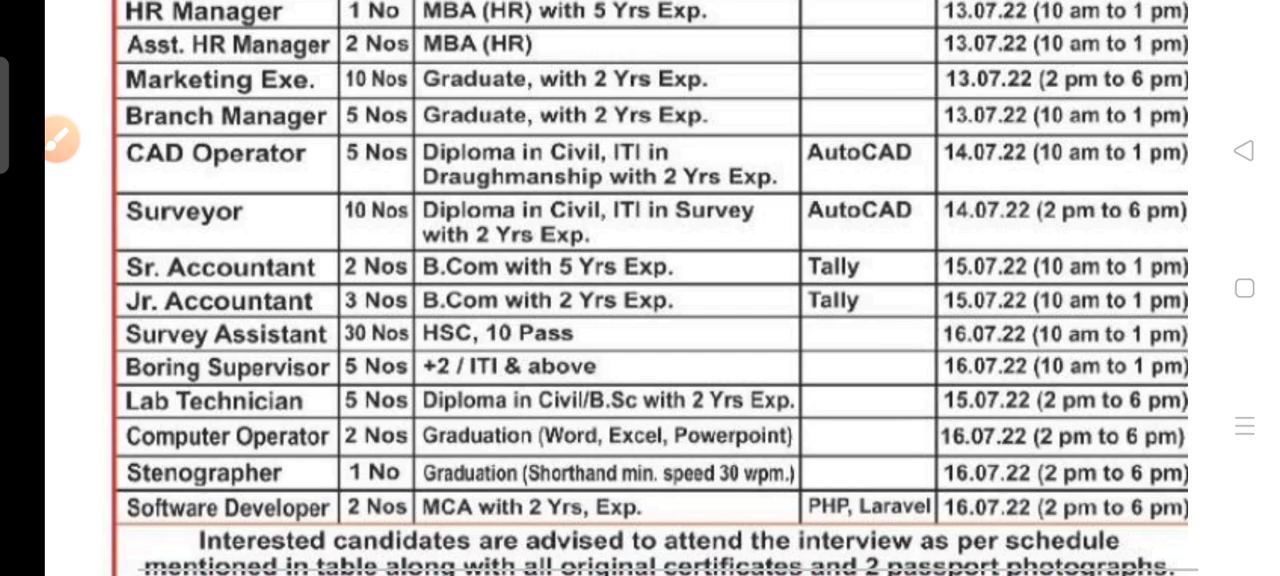 HR Manager 1 No MBA (HR) with 5 Yrs Exp. 13.07.22 (10 am to 1 pm)
Asst. HR Manager 2 Nos MBA (HR) 13.07.22 (10 am to 1 pm)
Marketing Exe. 10 Nos Graduate, with 2 Yrs Exp. 13.07.22 (2 pm to 6 pm)
Branch Manager 5 Nos Graduate, with 2 Yrs Exp. 13.07.22 (10 am to 1 pm)
CAD Operator 5 Nos Diploma in Civil, ITI in AutoCAD 14.07.22 (10 am to 1 pm)
Draughmanship with 2 Yrs Exp.
Surveyor 10 Nos Diploma in Civil, ITI in Survey AutoCAD 14.07.22 (2 pm to 6 pm)
with 2 Yrs Exp.
Sr. Accountant 2 Nos B.Com with 5 Yrs Exp. Tally 15.07.22 (10 am to 1 pm)
Jr. Accountant 3 Nos B.Com with 2 Yrs Exp. Tally 15.07.22 (10 am to 1 pm)
Survey Assistant 30 Nos HSC, 10 Pass 16.07.22 (10 am to 1 pm)
Boring Supervisor 5 Nos +2 / ITI & above 16.07.22 (10 am to 1 pm)
Lab Technician 5 Nos Diploma in Civil/B.Sc with 2 Yrs Exp. 15.07.22 (2 pm to 6 pm)
Computer Operator 2 Nos Graduation (Word, Excel, Powerpoint) 16.07.22 (2 pm to 6 pm)
Stenographer 1 No Graduation (Shorthand min. speed 30 wpm.) 16.07.22 (2 pm to 6 pm)
Software Developer 2 Nos MCA with 2 Yrs, Exp. PHP, Laravel 16.07.22 (2 pm to 6 pm)
Interested candidates are advised to attend the interview as per schedule
mentioned in table along with all original certificates and 2 passport photographs.